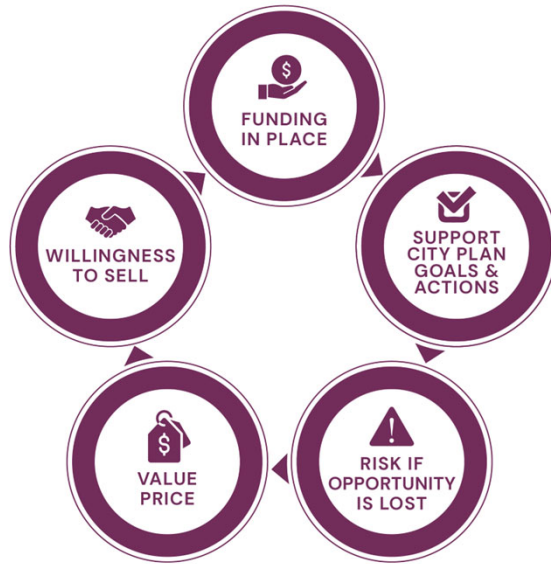 $
FUNDING
IN PLACE
SUPPORT
CITY PLAN
GOALS &
ACTIONS
RISK IF
OPPORTUNITY
IS LOST
$
VALUE
PRICE
WILLINGNESS
TO SELL